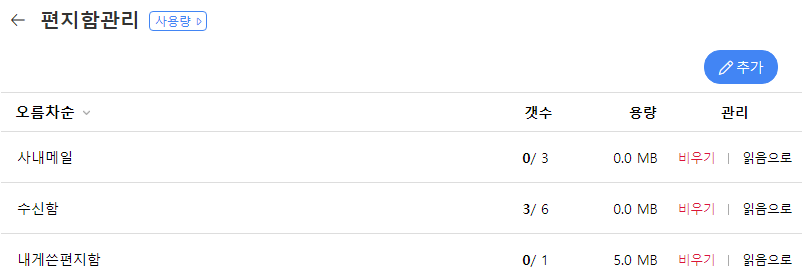 ← 편지함관리 사용량
추가
오름차순 갯수 용량 관리
사내메일 0/ 3 0.0 MB 비우기 | 읽음으로
수신함 3/ 6 0.0 MB 비우기 | 읽음으로
내게쓴편지함 0/ 1 5.0 MB 비우기 | 읽음으로